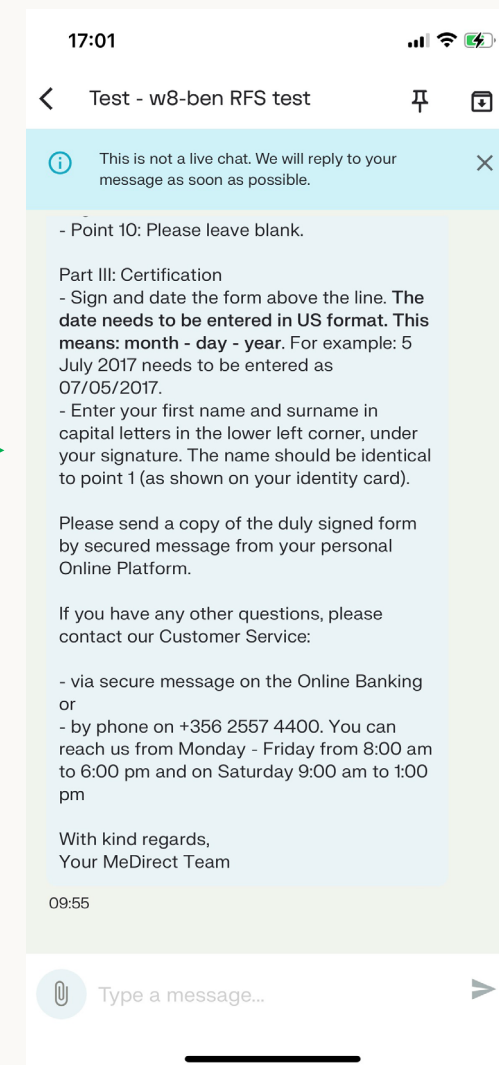 17:01
Test - w8-ben RFS test
This is not a live chat. We will reply to your
message as soon as possible.
- Point 10: Please leave blank.
Part III: Certification
- Sign and date the form above the line. The
date needs to be entered in US format. This
means: month - day - year. For example: 5
July 2017 needs to be entered as
07/05/2017.
- Enter your first name and surname in
capital letters in the lower left corner, under
your signature. The name should be identical
to point 1 (as shown on your identity card).
Please send a copy of the duly signed form
by secured message from your personal
Online Platform.
If you have any other questions, please
contact our Customer Service:
- via secure message on the Online Banking
or
- by phone on +356 2557 4400. You can
reach us from Monday - Friday from 8:00 am
to 6:00 pm and on Saturday 9:00 am to 1:00
pm
With kind regards,
Your MeDirect Team
09:55
Type a message...